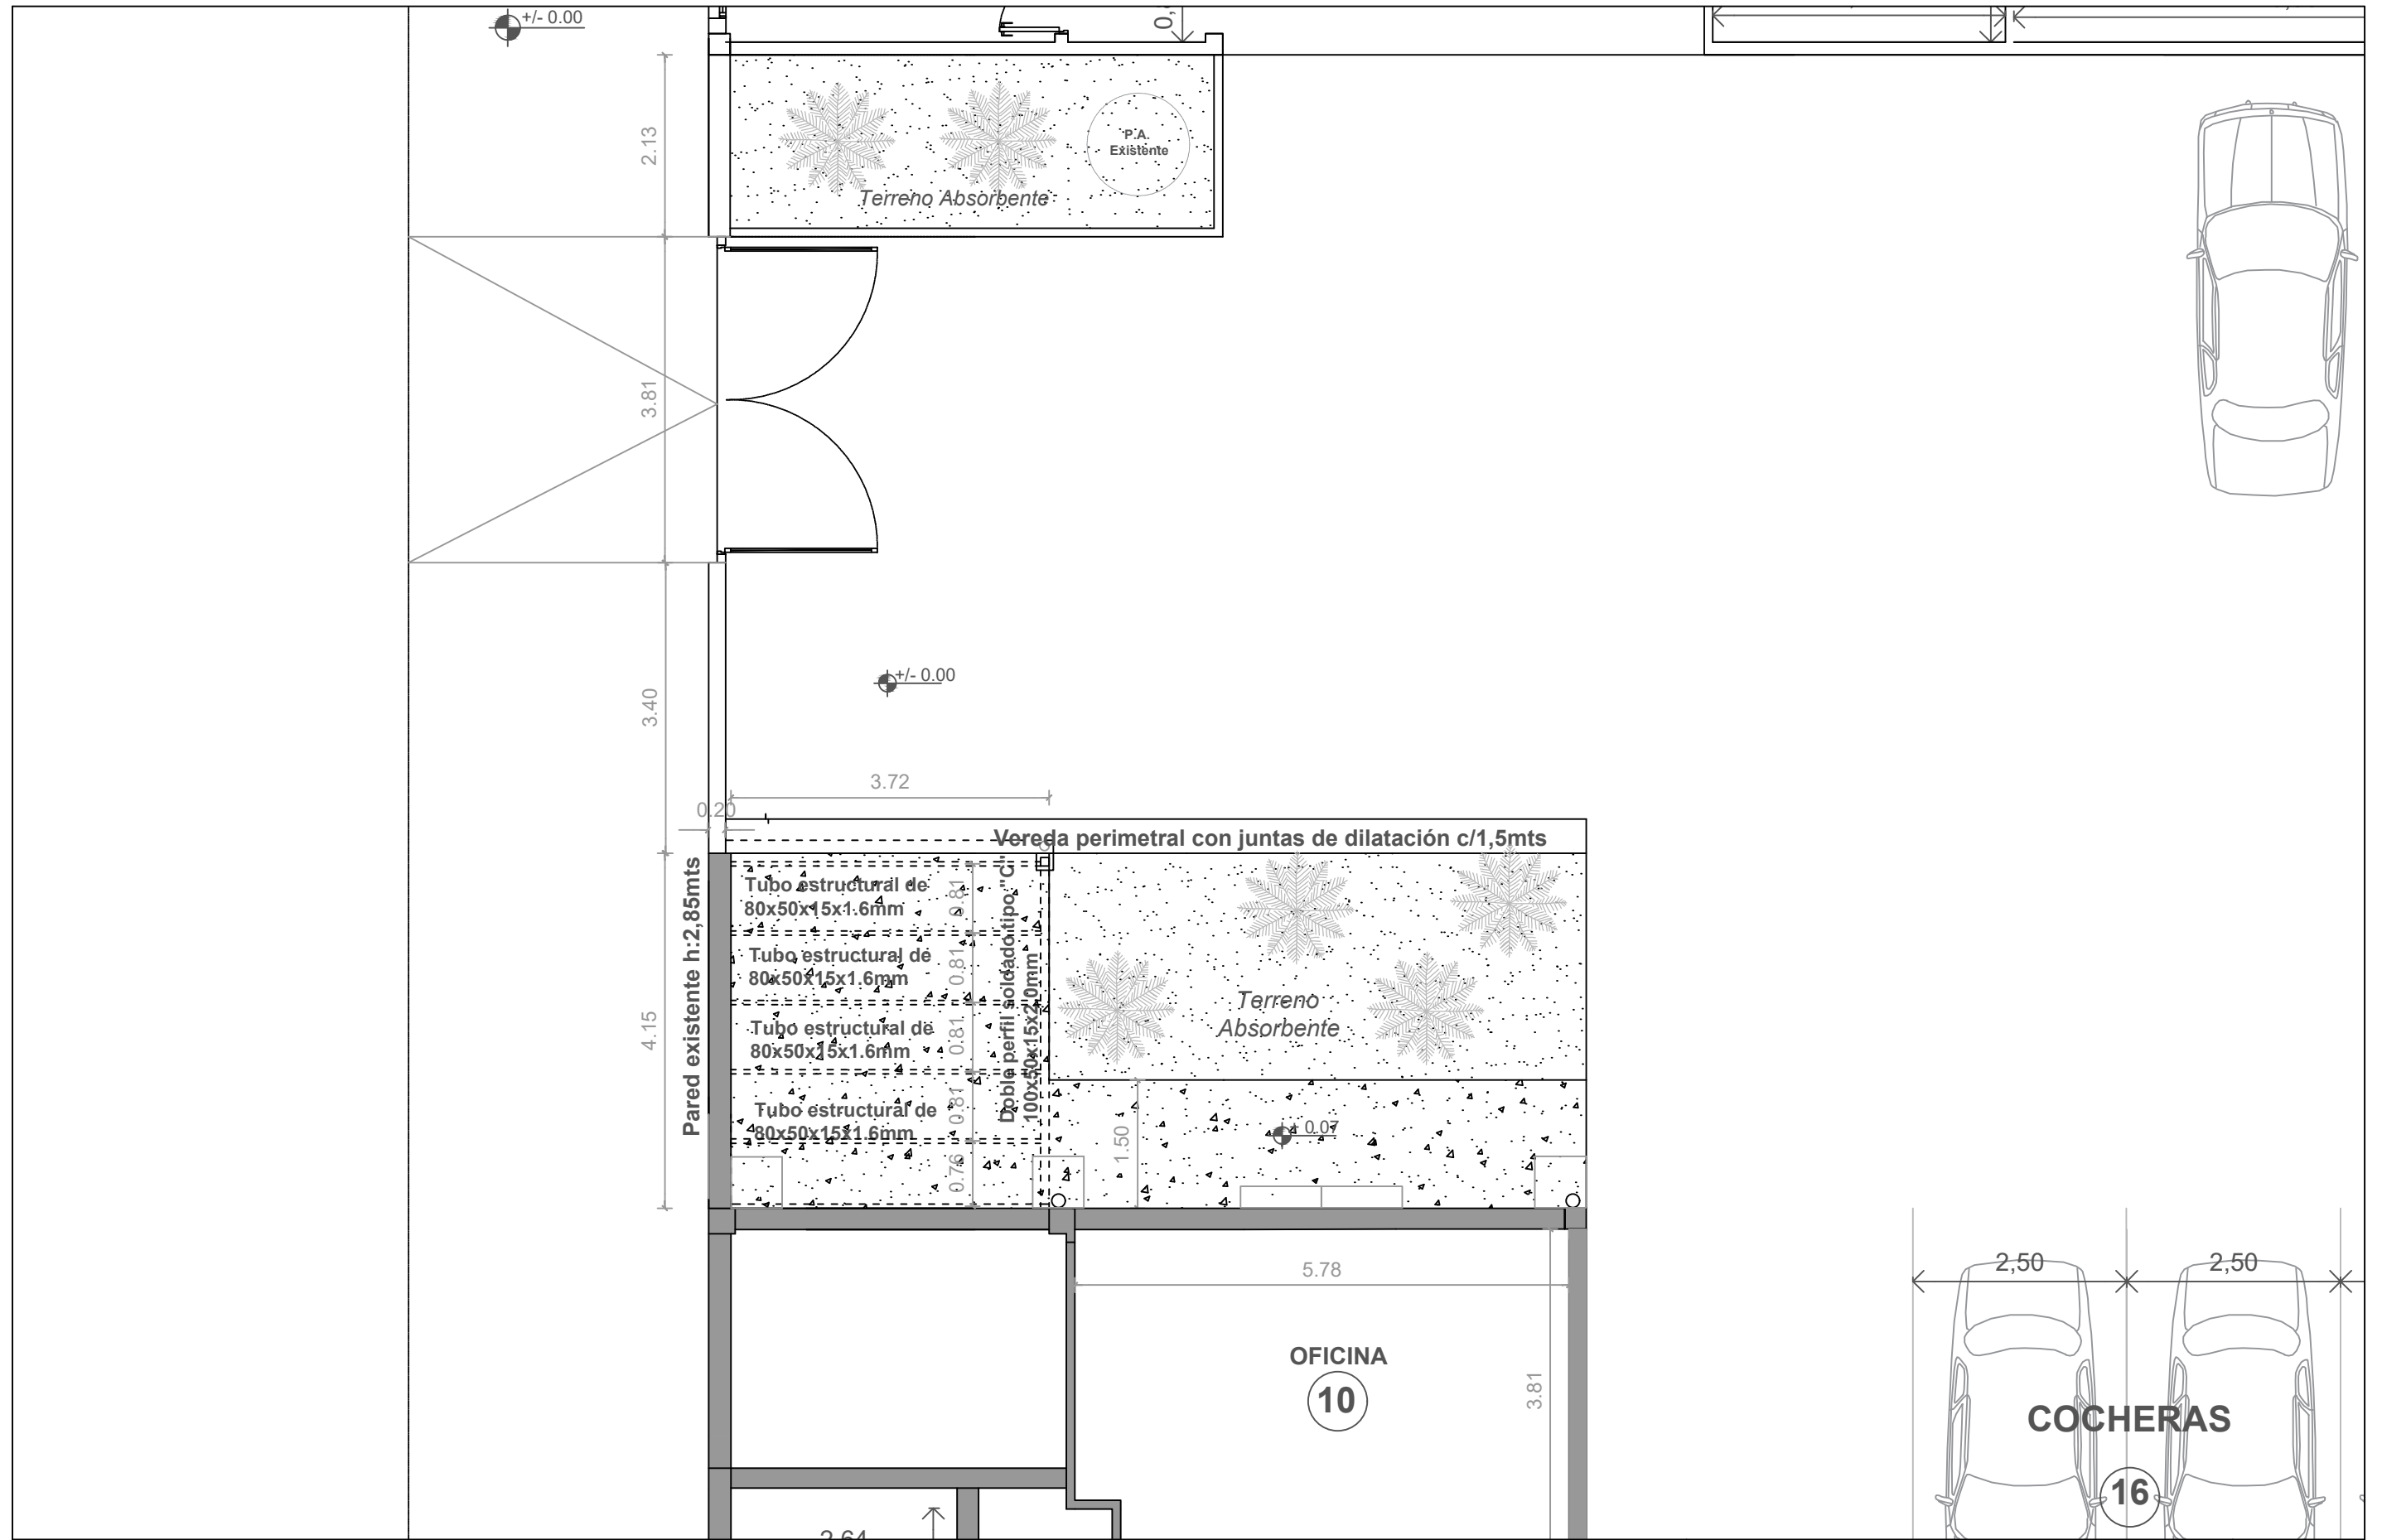 +/- 0.00
0,
2.13
P.A.
Existente
Terreno Absorbente
3.81
+/- 0.00
3.40
3.72
0.20
Vereda perimetral con juntas de dilatación c/1,5mts
Pared existente h:2,85mts
4.15
Tubo estructural de
80x50x15x1.6mm
0.81
Tubo estructural de
80x50x15x1.6mm
0.81
Tubo estructural de
80x50x15x1.6mm
0.81
Tubo estructural de
80x50x15x1.6mm
0.81
0.76
Doble perfil soldado tipo "C"
100x50x15x2.0mm
Terreno
Absorbente
1.50
+ 0.07
5.78
OFICINA
10
3.81
2,50
2,50
COCHERAS
16
2.64